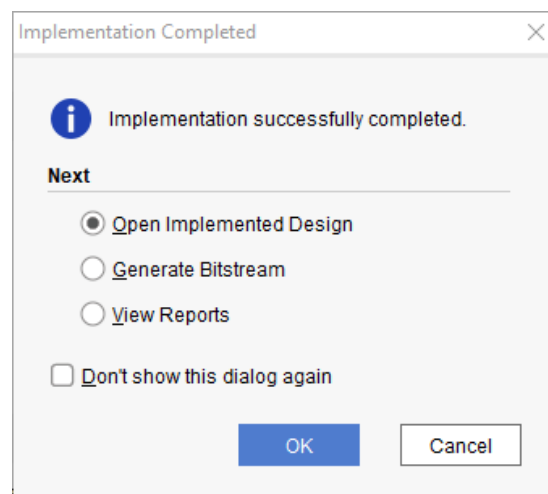 Implementation Completed
Implementation successfully completed.
Next
Open Implemented Design
Generate Bitstream
View Reports
Don't show this dialog again
OK
Cancel